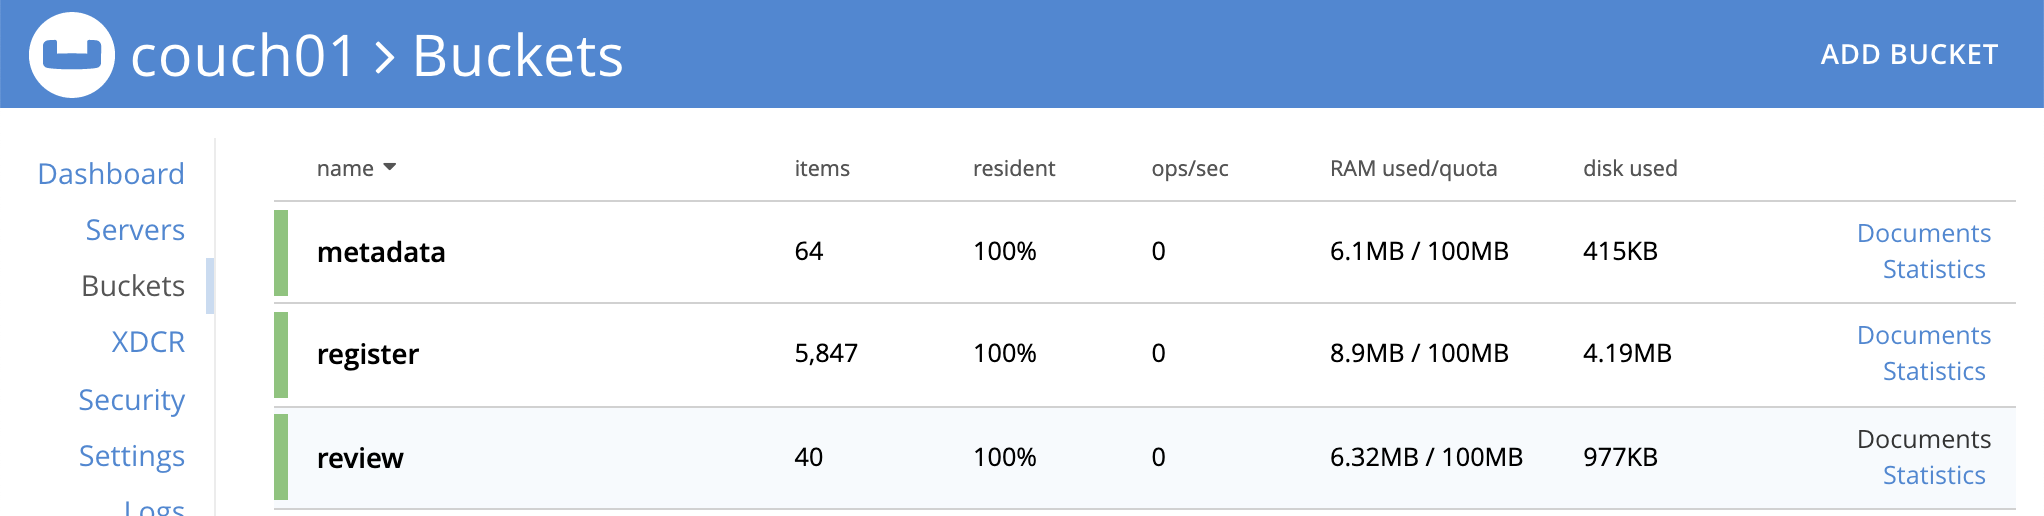 couch01 > Buckets
ADD BUCKET
Dashboard
Servers
Buckets
XDCR
Security
Settings
Logs
name items resident ops/sec RAM used/quota disk used
metadata 64 100% 0 6.1MB / 100MB 415KB Documents
Statistics
register 5,847 100% 0 8.9MB / 100MB 4.19MB Documents
Statistics
review 40 100% 0 6.32MB / 100MB 977KB Documents
Statistics